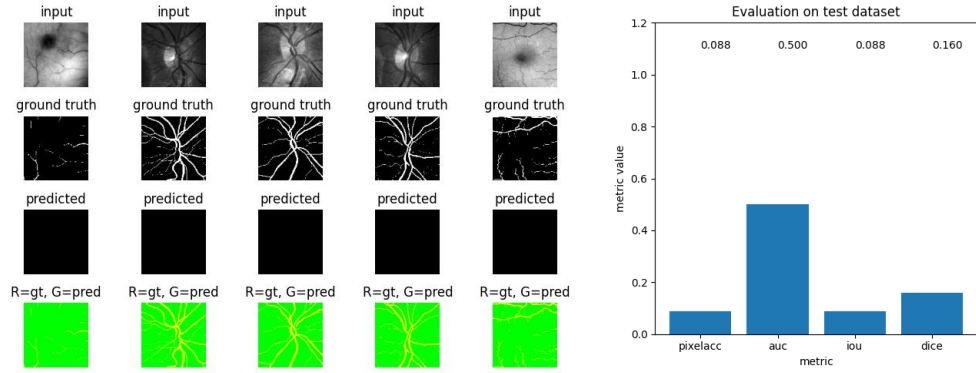 input input input input input
ground truth ground truth ground truth ground truth ground truth
predicted predicted predicted predicted predicted
R=gt, G=pred R=gt, G=pred R=gt, G=pred R=gt, G=pred R=gt, G=pred
Evaluation on test dataset
0.088 0.500 0.088 0.160
1.2
1.0
0.8
0.6
0.4
0.2
0.0
metric value
pixelacc auc iou dice
metric